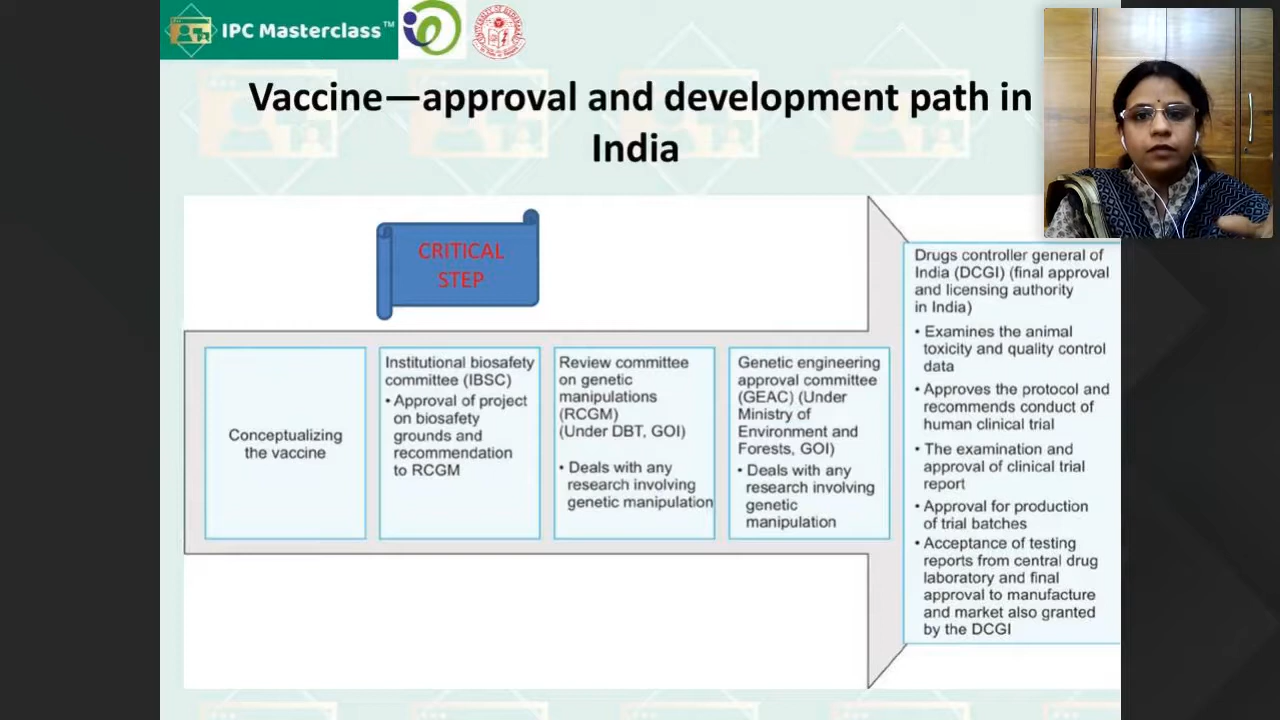 IPC Masterclass™
Vaccine—approval and development path in
India
CRITICAL
STEP
Conceptualizing
the vaccine
Institutional biosafety
committee (IBSC)
• Approval of project
on biosafety
grounds and
recommendation
to RCGM
Review committee
on genetic
manipulations
(RCGM)
(Under DBT, GOI)
• Deals with any
research involving
genetic manipulation
Genetic engineering
approval committee
(GEAC) (Under
Ministry of
Environment and
Forests, GOI)
• Deals with any
research involving
genetic
manipulation
Drugs controller general of
India (DCGI) (final approval
and licensing authority
in India)
• Examines the animal
toxicity and quality control
data
• Approves the protocol and
recommends conduct of
human clinical trial
• The examination and
approval of clinical trial
report
• Approval for production
of trial batches
• Acceptance of testing
reports from central drug
laboratory and final
approval to manufacture
and market also granted
by the DCGI